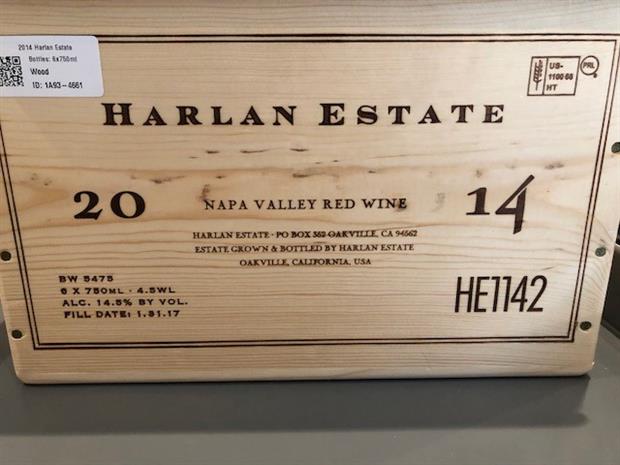 2014 Harlan Estate
Bottles: 6x750ml
Wood
ID: 1A93-4661
US-
1100 66
HT
PRL
HARLAN ESTATE
20 NAPA VALLEY RED WINE 14
HARLAN ESTATE · PO BOX 352 OAKVILLE, CA 94562
ESTATE GROWN & BOTTLED BY HARLAN ESTATE
OAKVILLE, CALIFORNIA, USA
BW 5475
6 X 750ML · 4.5WL
ALC. 14.5% BY VOL.
FILL DATE: 1.31.17
HE1142